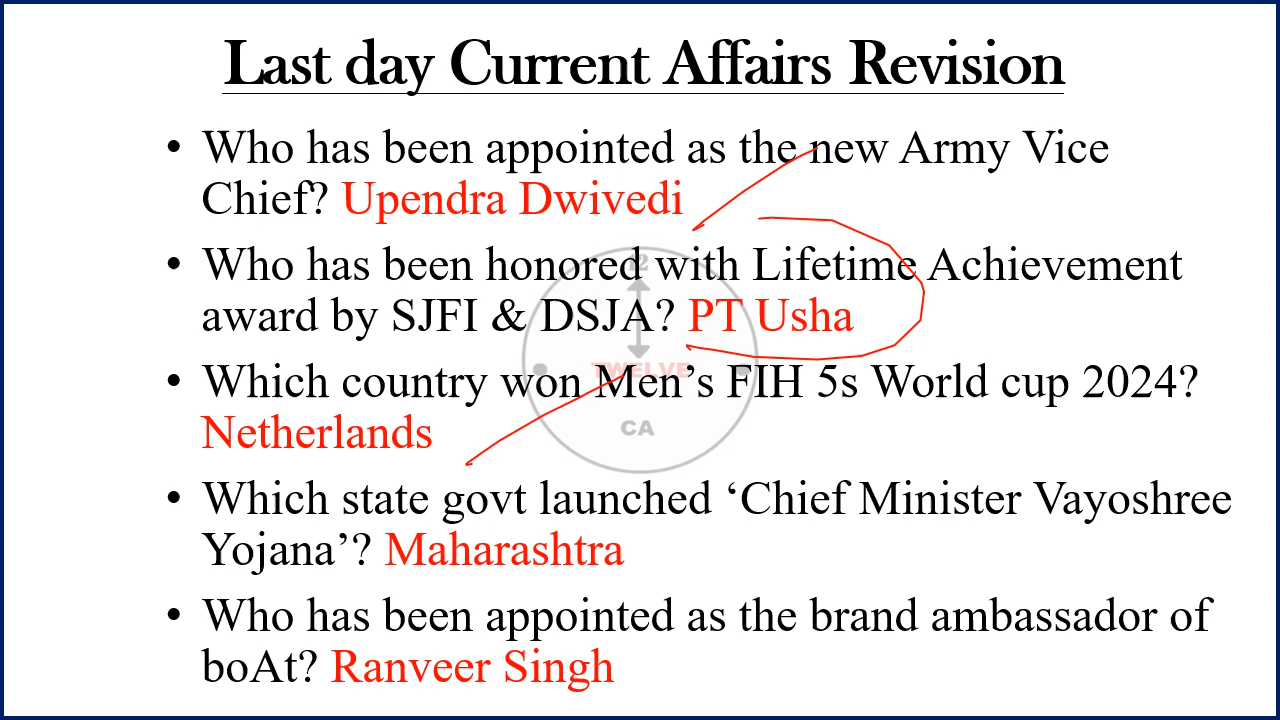 Last day Current Affairs Revision
• Who has been appointed as the new Army Vice
Chief? Upendra Dwivedi
• Who has been honored with Lifetime Achievement
award by SJFI & DSJA? PT Usha
• Which country won Men’s FIH 5s World cup 2024?
Netherlands
• Which state govt launched ‘Chief Minister Vayoshree
Yojana’? Maharashtra
• Who has been appointed as the brand ambassador of
boAt? Ranveer Singh
12
TWELVE
CA